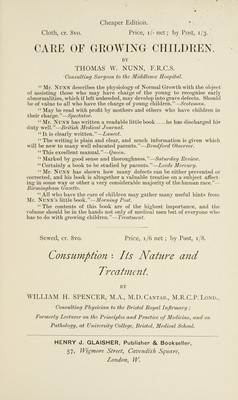 Cheaper Edition.
Cloth, cr. 8vo. Price, 1/- net; by Post, 1/3.
CARE OF GROWING CHILDREN.
BY
THOMAS W. NUNN, F.R.C.S.
Consulting Surgeon to the Middlesex Hospital.
"Mr. Nunn describes the physiology of Normal Growth with the object
of assisting those who may have charge of the young to recognise early
abnormalities, which if left unheeded, may develop into grave defects. Should
be of value to all who have the charge of young children."—Scotsman.
"May be read with profit by mothers and others who have children in
their charge."—Spectator.
"Mr. Nunn has written a readable little book .... he has discharged his
duty well."—British Medical Journal.
"It is clearly written."—Lancet.
"The writing is plain and clear, and much information is given which
will be new to many well educated parents."—Bradford Observer.
"This excellent manual."—Queen.
"Marked by good sense and thoroughness."—Saturday Review.
"Certainly a book to be studied by parents."—Leeds Mercury.
"Mr. Nunn has shown how many defects can be either prevented or
corrected, and his book is altogether a valuable treatise on a subject affect-
ing in some way or other a very considerable majority of the human race."—
Birmingham Gazette.
"All who have the care of children may gather many useful hints from
Mr. Nunn's little book."—Morning Post.
"The contents of this book are of the highest importance, and the
volume should be in the hands not only of medical men but of everyone who
has to do with growing children."—Treatment.
Sewed, cr. 8vo. Price, 1/6 net; by Post, 1/8.
Consumption: Its Nature and
Treatment.
BY
WILLIAM H. SPENCER, M.A., M.D. Cantab., M.R.C.P. Lond.,
Consulting Physician to the Bristol Royal Infirmary;
Formerly Lecturer on the Principles and Practice of Medicine, and on
Pathology, at University College, Bristol, Medical School.
HENRY J. GLAISHER, Publisher & Bookseller,
57, Wigmore Street, Cavendish Square,
London, W.